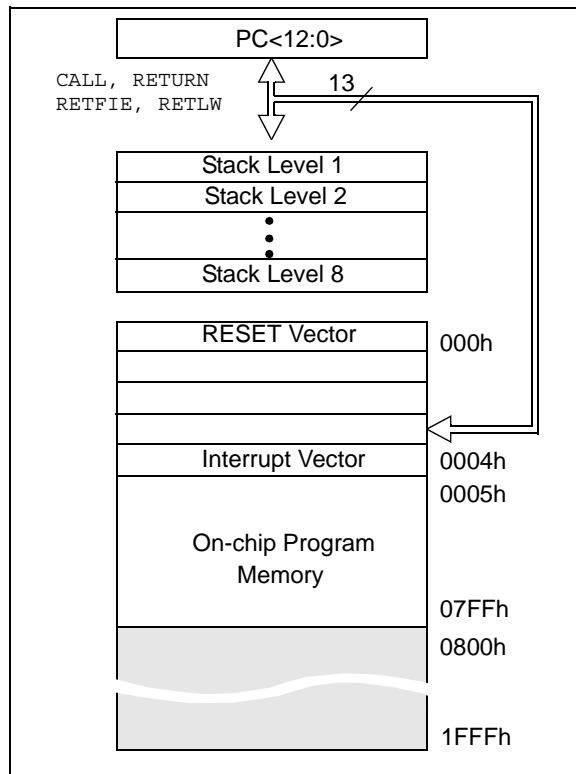 PC<12:0>
CALL, RETURN
RETFIE, RETLW
13
Stack Level 1
Stack Level 2
Stack Level 8
RESET Vector
000h
Interrupt Vector
0004h
0005h
On-chip Program
Memory
07FFh
0800h
1FFFh